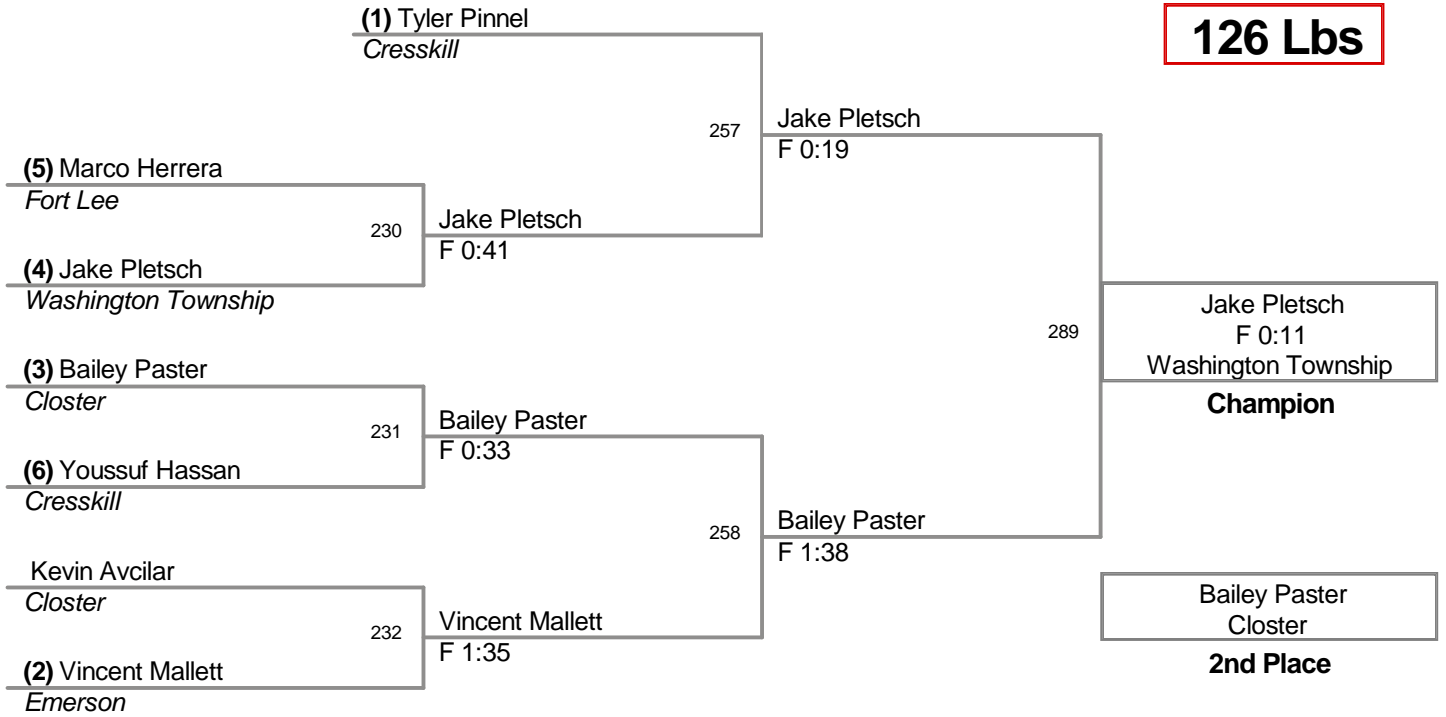 (1) Tyler Pinnel
Cresskill
126 Lbs
257
Jake Pletsch
F 0:19
(5) Marco Herrera
Fort Lee
230
Jake Pletsch
F 0:41
(4) Jake Pletsch
Washington Township
289
Jake Pletsch
F 0:11
Washington Township
Champion
(3) Bailey Paster
Closter
231
Bailey Paster
F 0:33
(6) Youssuf Hassan
Cresskill
258
Bailey Paster
F 1:38
Kevin Avcilar
Closter
232
Vincent Mallett
F 1:35
(2) Vincent Mallett
Emerson
Bailey Paster
Closter
2nd Place